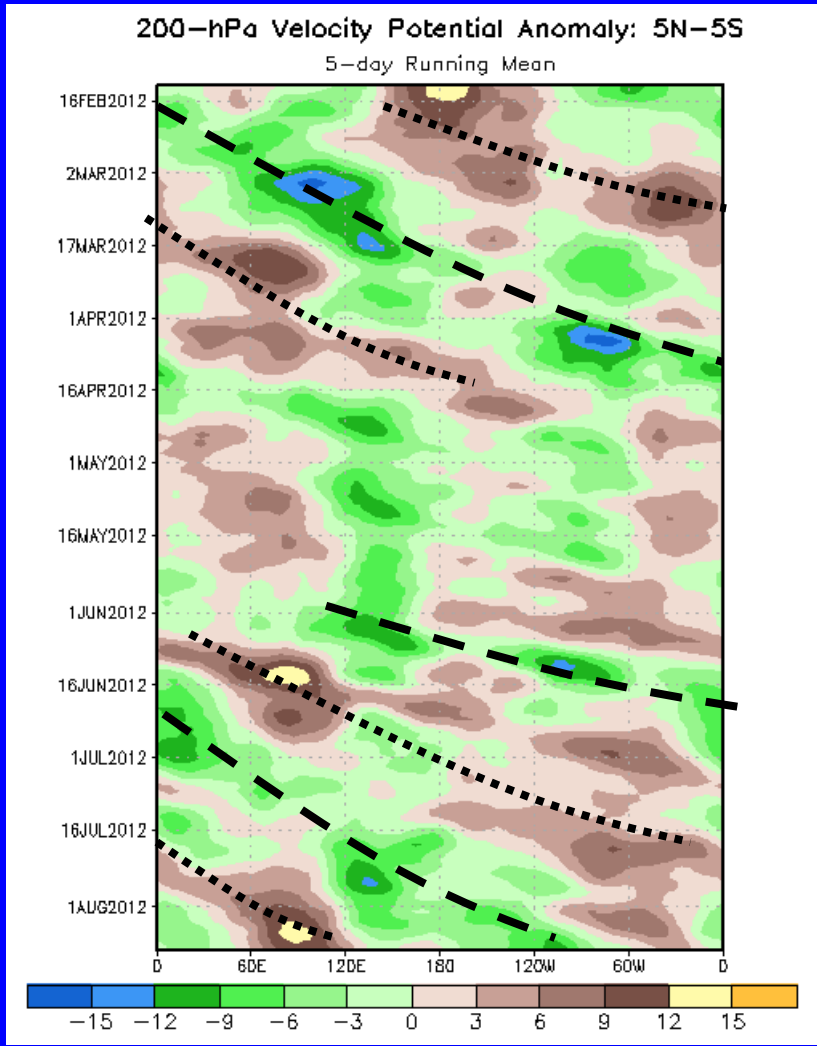 200-hPa Velocity Potential Anomaly: 5N-5S
5-day Running Mean
16FEB2012
2MAR2012
17MAR2012
1APR2012
16APR2012
1MAY2012
16MAY2012
1JUN2012
16JUN2012
1JUL2012
16JUL2012
1AUG2012
0 60E 120E 180 120W 60W 0
-15 -12 -9 -6 -3 0 3 6 9 12 15